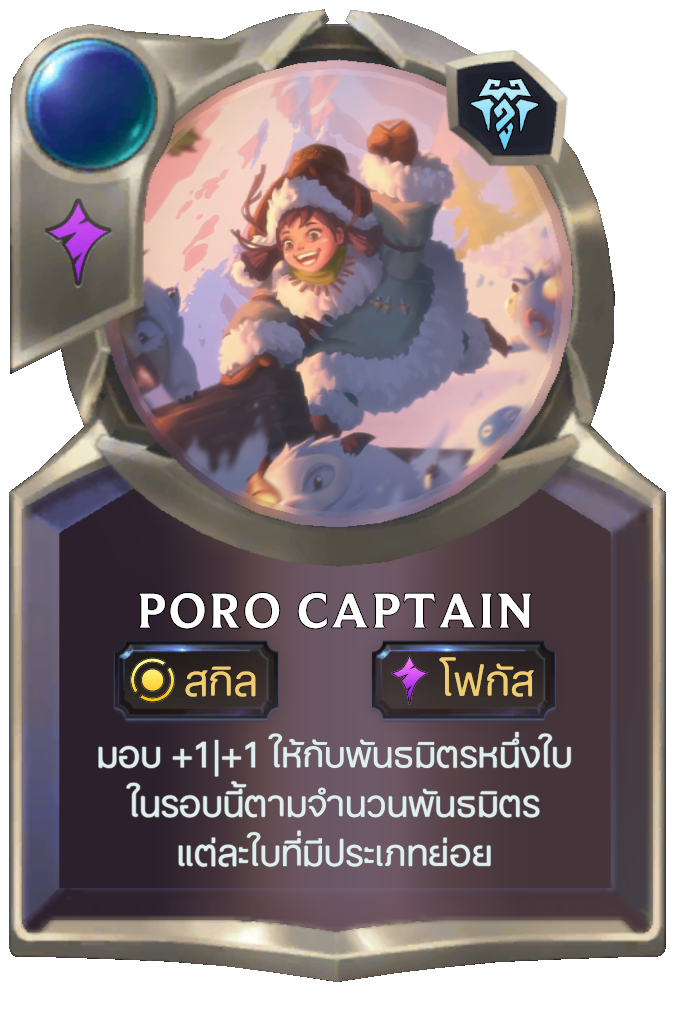 PORO CAPTAIN
สกิล โฟกัส
มอบ +1|+1 ให้กับพันธมิตรหนึ่งใบ
ในรอบนี้ตามจำนวนพันธมิตร
แต่ละใบที่มีประเภทย่อย